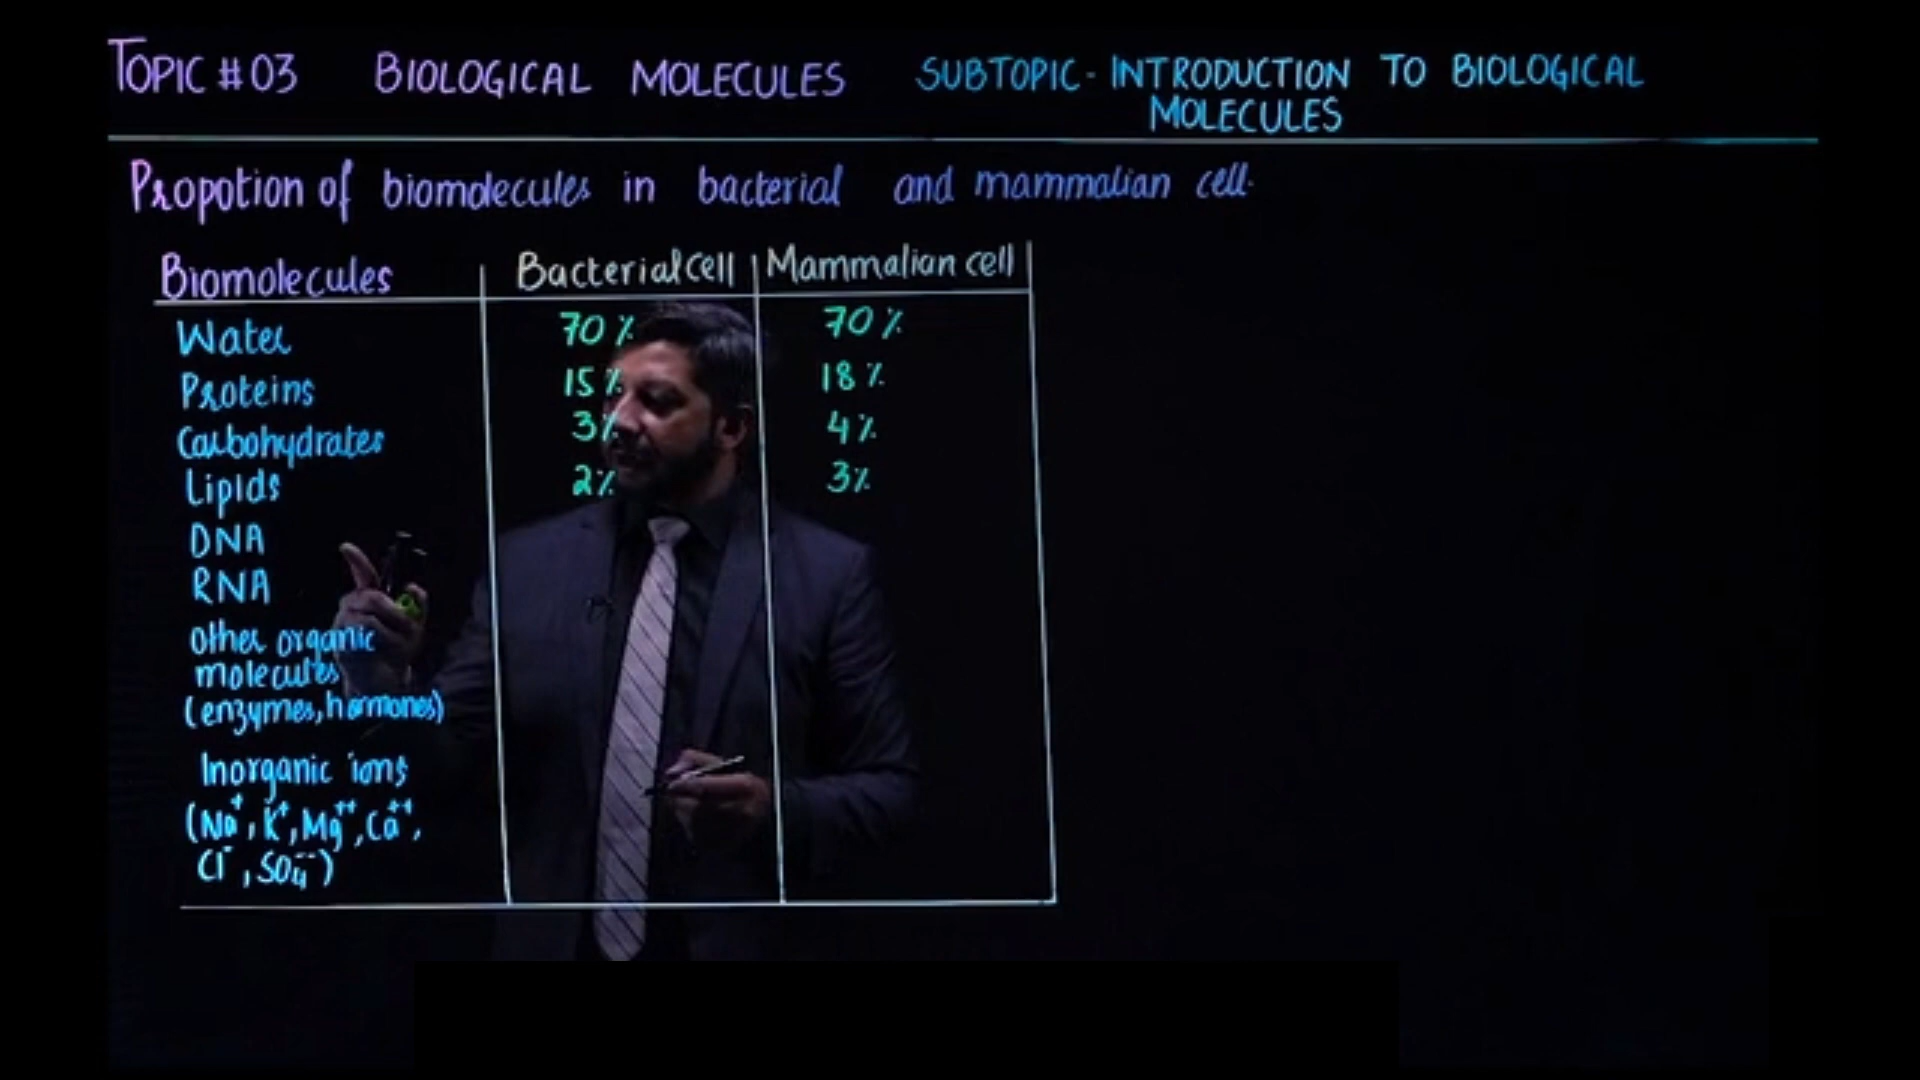 TOPIC # 03 BIOLOGICAL MOLECULES SUBTOPIC - INTRODUCTION TO BIOLOGICAL
MOLECULES
Propotion of biomolecules in bacterial and mammalian cell.
Biomolecules Bacterial cell Mammalian cell
Water 70 % 70 %
Proteins 15 % 18 %
Carbohydrates 3% 4 %
Lipids 2% 3%
DNA
RNA
Other organic
molecules
(enzymes, hormones)
Inorganic ions
(Na⁺, K⁺, Mg⁺⁺, Ca⁺⁺,
Cl⁻, SO₄⁻⁻)